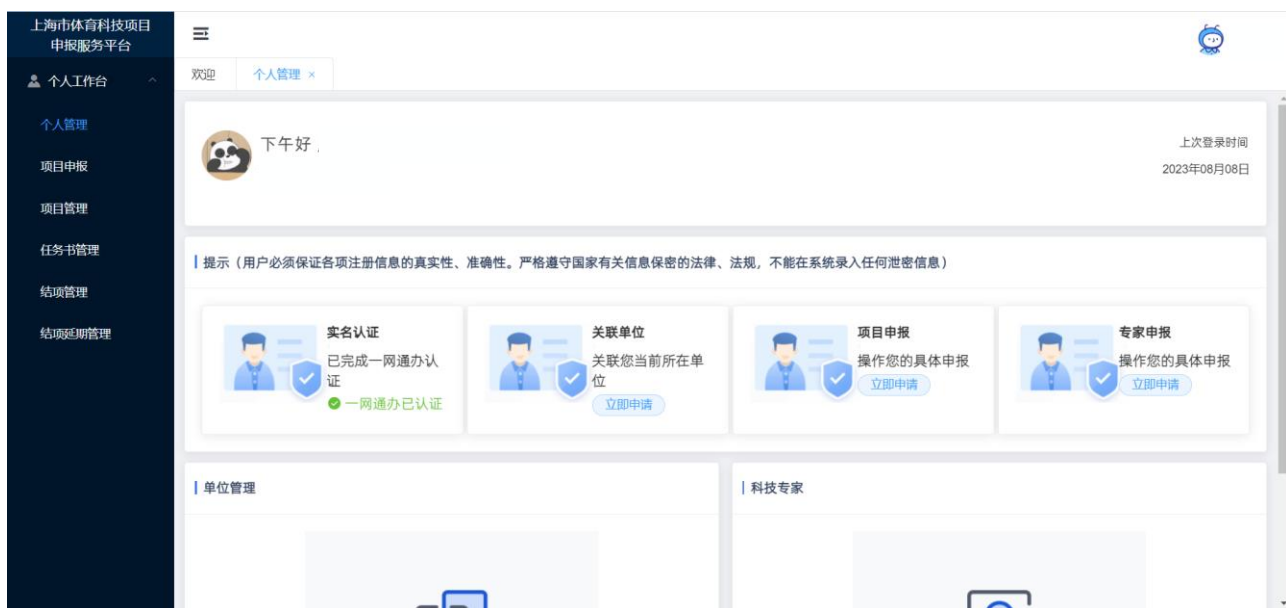 上海市体育科技项目
申报服务平台
个人工作台
个人管理
项目申报
项目管理
任务书管理
结项管理
结项延期管理
欢迎
个人管理 ×
下午好,
上次登录时间
2023年08月08日
提示（用户必须保证各项注册信息的真实性、准确性。严格遵守国家有关信息保密的法律、法规，不能在系统录入任何泄密信息）
实名认证
已完成一网通办认
证
一网通办已认证
关联单位
关联您当前所在单
位
立即申请
项目申报
操作您的具体申报
立即申请
专家申报
操作您的具体申报
立即申请
单位管理
科技专家